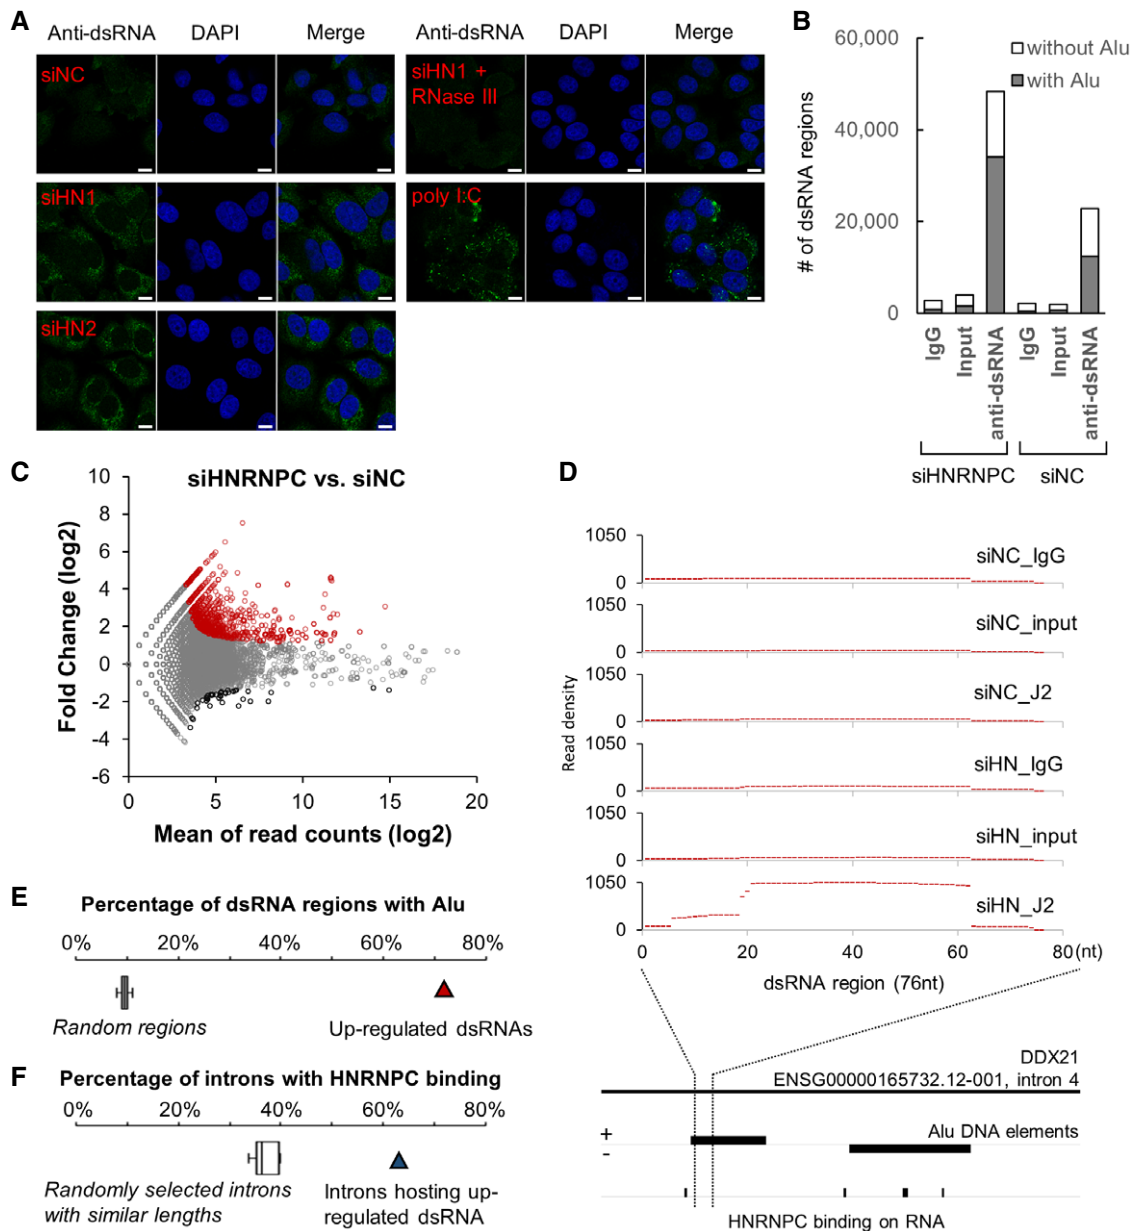 A
Anti-dsRNA DAPI Merge
Anti-dsRNA DAPI Merge
siNC
siHN1
siHN2
siHN1 +
RNase III
poly I:C
B
60,000
40,000
20,000
0
# of dsRNA regions
without Alu
with Alu
IgG
Input
anti-dsRNA
IgG
Input
anti-dsRNA
siHNRNPC siNC
C
siHNRNPC vs. siNC
10
8
6
4
2
0
-2
-4
-6
Fold Change (log2)
0 5 10 15 20
Mean of read counts (log2)
D
1050
0
siNC_IgG
1050
0
siNC_input
1050
0
siNC_J2
1050
0
siHN_IgG
1050
0
siHN_input
1050
0
siHN_J2
Read density
0 20 40 60 80 (nt)
dsRNA region (76nt)
DDX21
ENSG00000165732.12-001, intron 4
+
-
Alu DNA elements
HNRNPC binding on RNA
E
Percentage of dsRNA regions with Alu
0% 20% 40% 60% 80%
Random regions
Up-regulated dsRNAs
F
Percentage of introns with HNRNPC binding
0% 20% 40% 60% 80%
Randomly selected introns
with similar lengths
Introns hosting up-
regulated dsRNA